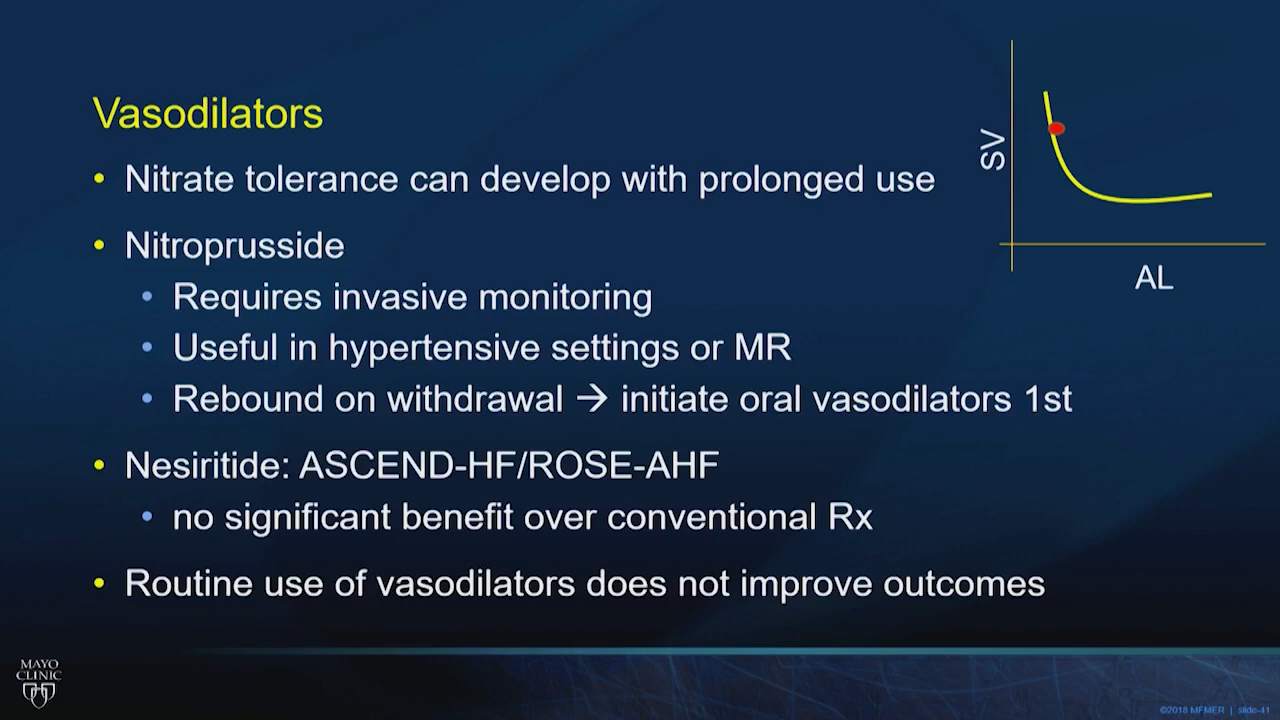 Vasodilators
• Nitrate tolerance can develop with prolonged use
• Nitroprusside
• Requires invasive monitoring
• Useful in hypertensive settings or MR
• Rebound on withdrawal → initiate oral vasodilators 1st
• Nesiritide: ASCEND-HF/ROSE-AHF
• no significant benefit over conventional Rx
• Routine use of vasodilators does not improve outcomes
SV
AL
MAYO
CLINIC
©2018 MFMER | slide-41